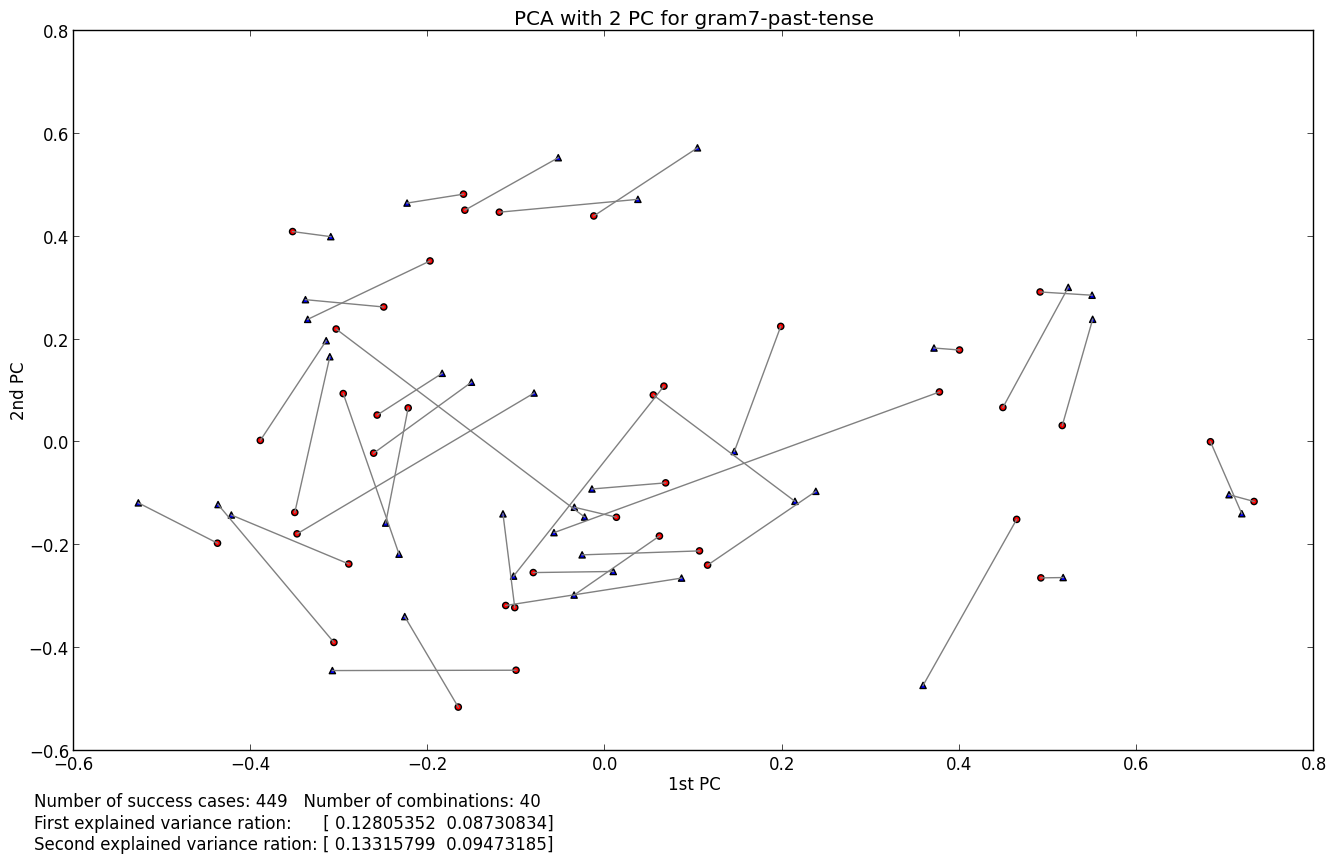 PCA with 2 PC for gram7-past-tense
0.8
0.6
0.4
0.2
0.0
−0.2
−0.4
−0.6
2nd PC
−0.6 −0.4 −0.2 0.0 0.2 0.4 0.6 0.8
1st PC
Number of success cases: 449 Number of combinations: 40
First explained variance ration: [ 0.12805352 0.08730834]
Second explained variance ration: [ 0.13315799 0.09473185]